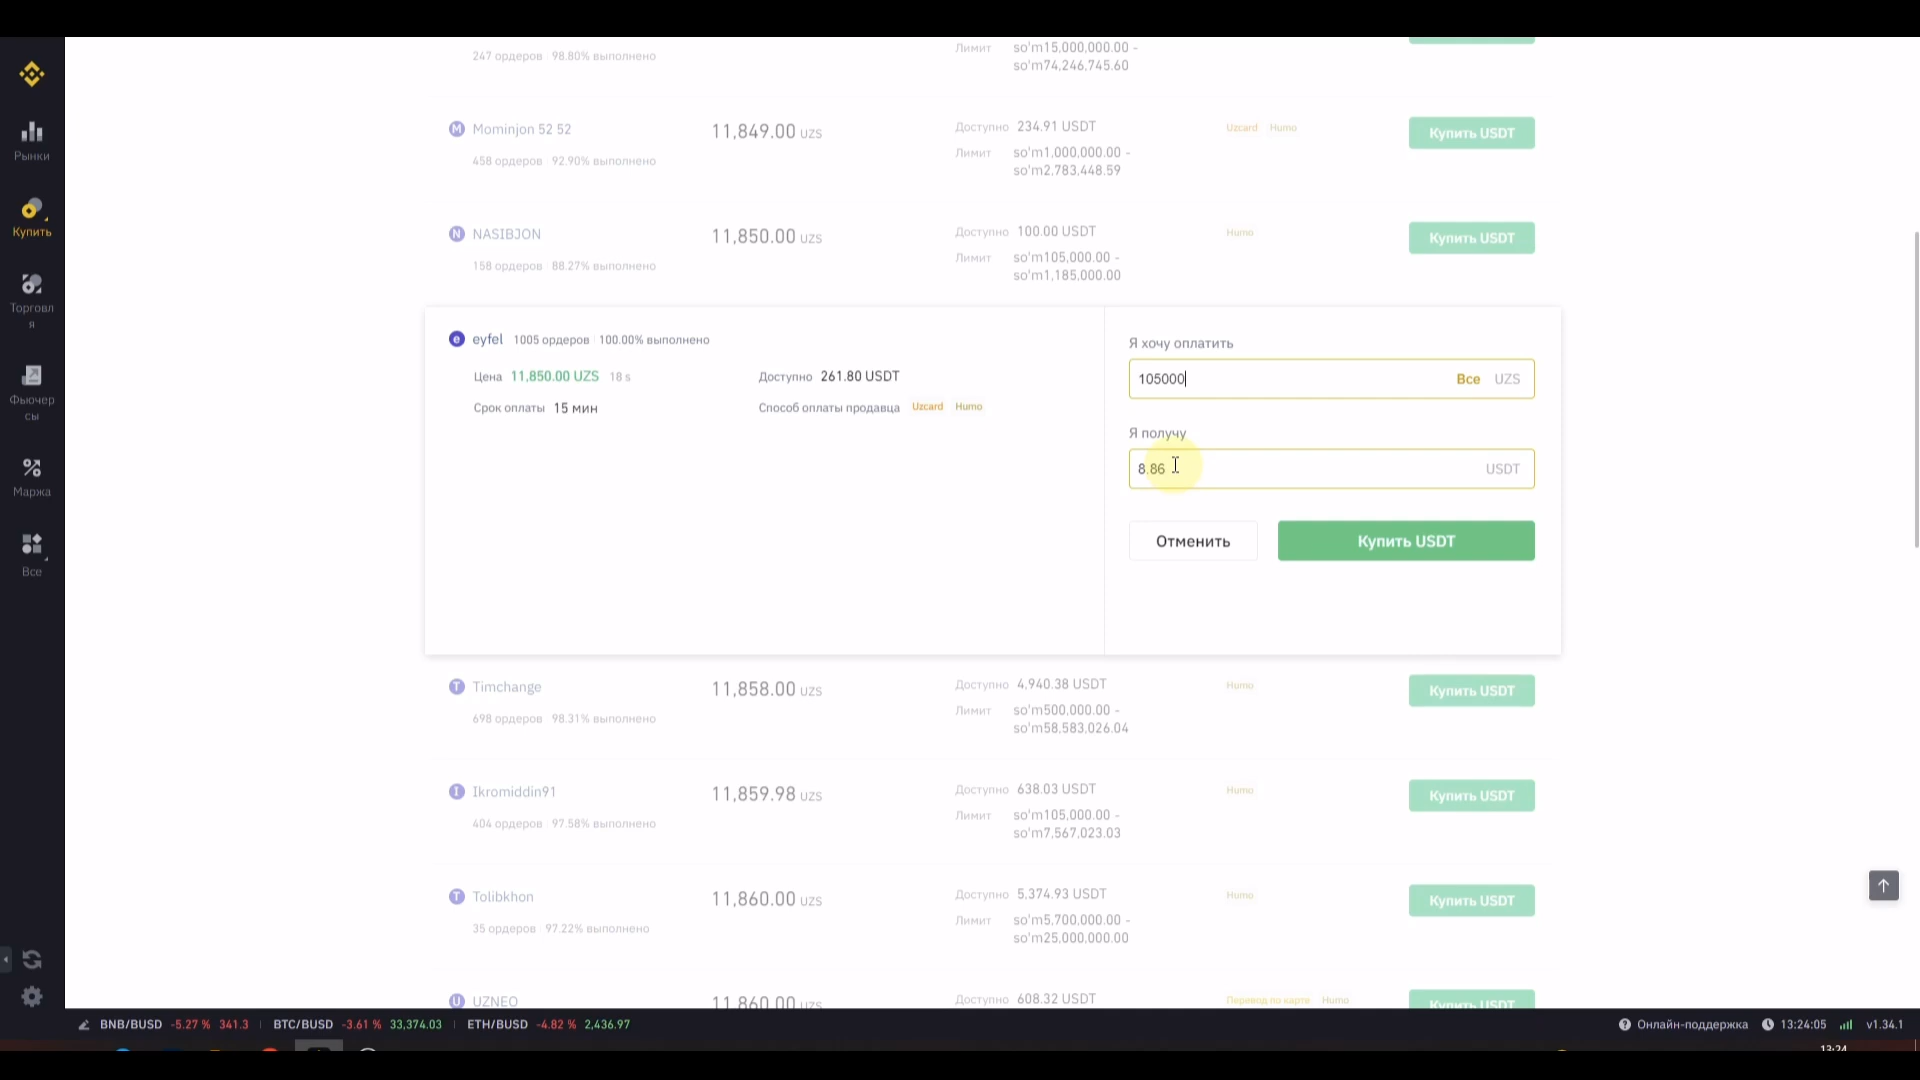 Рынки
Купить
Торговл
я
Фьючер
сы
Маржа
Все
247 ордеров 98.80% выполнено
Лимит so'm15,000,000.00 -
so'm74,246,745.60
M Mominjon 52 52 11,849.00 UZS Доступно 234.91 USDT Uzcard Humo Купить USDT
458 ордеров 92.90% выполнено Лимит so'm1,000,000.00 -
so'm2,783,448.59
N NASIBJON 11,850.00 UZS Доступно 100.00 USDT Humo Купить USDT
158 ордеров 88.27% выполнено Лимит so'm105,000.00 -
so'm1,185,000.00
e eyfel 1005 ордеров 100.00% выполнено
Цена 11,850.00 UZS 18 s Доступно 261.80 USDT
Срок оплаты 15 мин Способ оплаты продавца Uzcard Humo
Я хочу оплатить
105000 Все UZS
Я получу
8.86 USDT
Отменить Купить USDT
T Timchange 11,858.00 UZS Доступно 4,940.38 USDT Humo Купить USDT
698 ордеров 98.31% выполнено Лимит so'm500,000.00 -
so'm58,583,026.04
I Ikromiddin91 11,859.98 UZS Доступно 638.03 USDT Humo Купить USDT
404 ордеров 97.58% выполнено Лимит so'm105,000.00 -
so'm7,567,023.03
T Tolibkhon 11,860.00 UZS Доступно 5,374.93 USDT Humo Купить USDT
35 ордеров 97.22% выполнено Лимит so'm5,700,000.00 -
so'm25,000,000.00
U UZNEO 11,860.00 UZS Доступно 608.32 USDT Перевод по карте Humo Купить USDT
BNB/BUSD -5.27 % 341.3 BTC/BUSD -3.61 % 33,374.03 ETH/BUSD -4.82 % 2,436.97 Онлайн-поддержка 13:24:05 v1.34.1
13:24